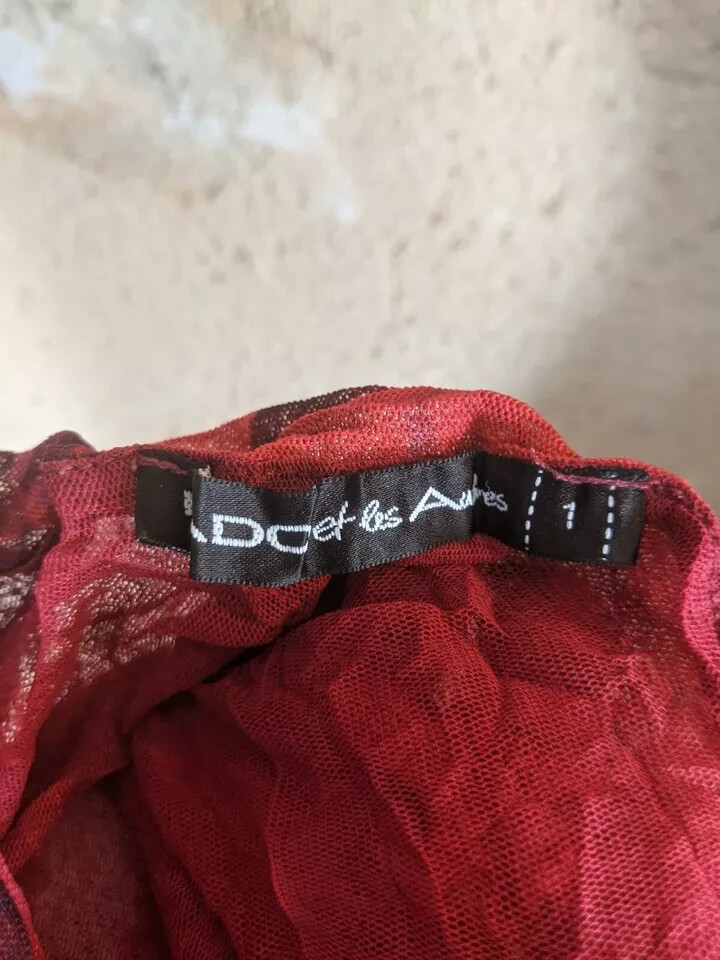 ADO et les Autres 1